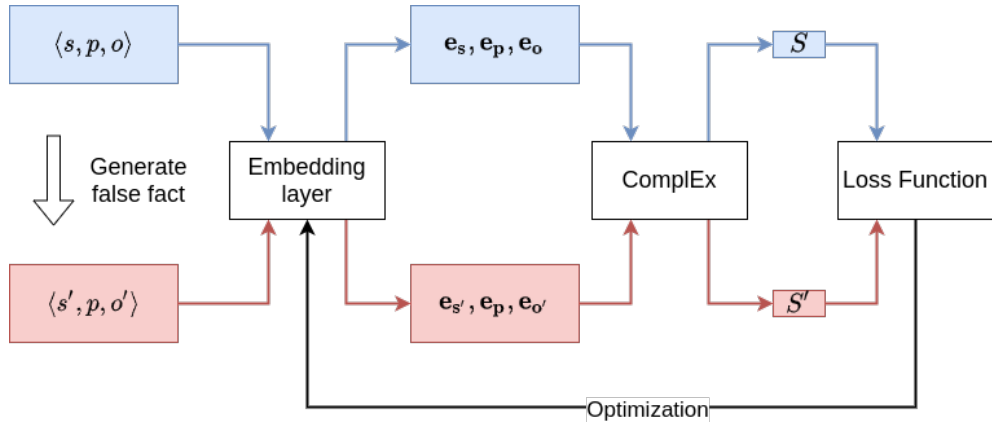 ⟨s, p, o⟩
e_s, e_p, e_o
S
Generate
false fact
Embedding
layer
ComplEx
Loss Function
⟨s′, p, o′⟩
e_s′, e_p, e_o′
S′
Optimization